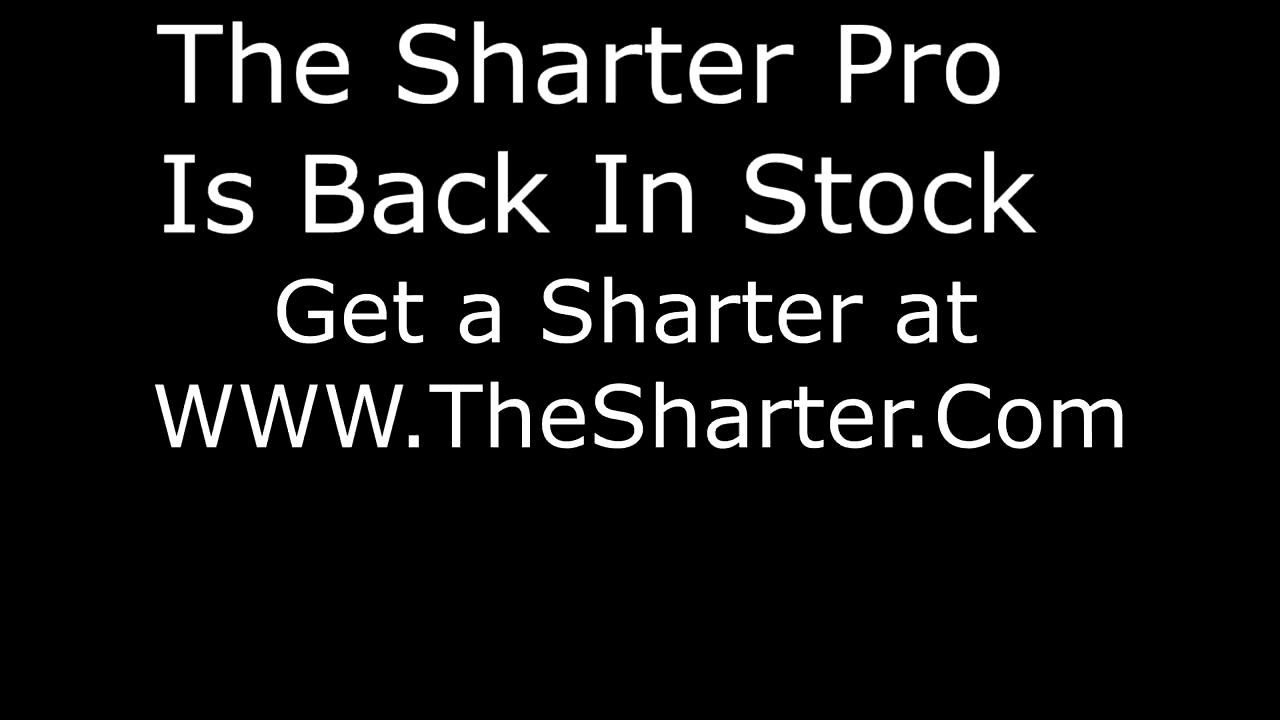 The Sharter Pro
Is Back In Stock
Get a Sharter at
WWW.TheSharter.Com